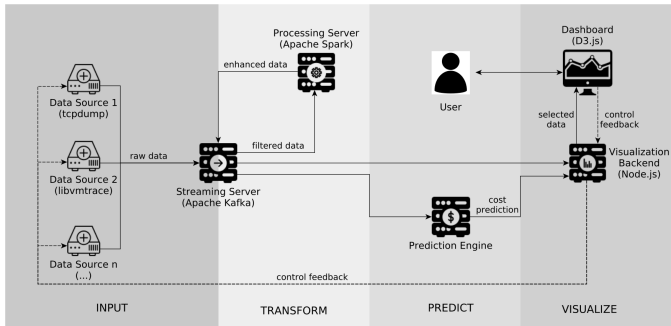 Processing Server
(Apache Spark)
Dashboard
(D3.js)
enhanced data
Data Source 1
(tcpdump)
User
selected
data
control
feedback
filtered data
raw data
Data Source 2
(libvmtrace)
Streaming Server
(Apache Kafka)
Visualization
Backend
(Node.js)
cost
prediction
$
Prediction Engine
Data Source n
(...)
control feedback
INPUT
TRANSFORM
PREDICT
VISUALIZE